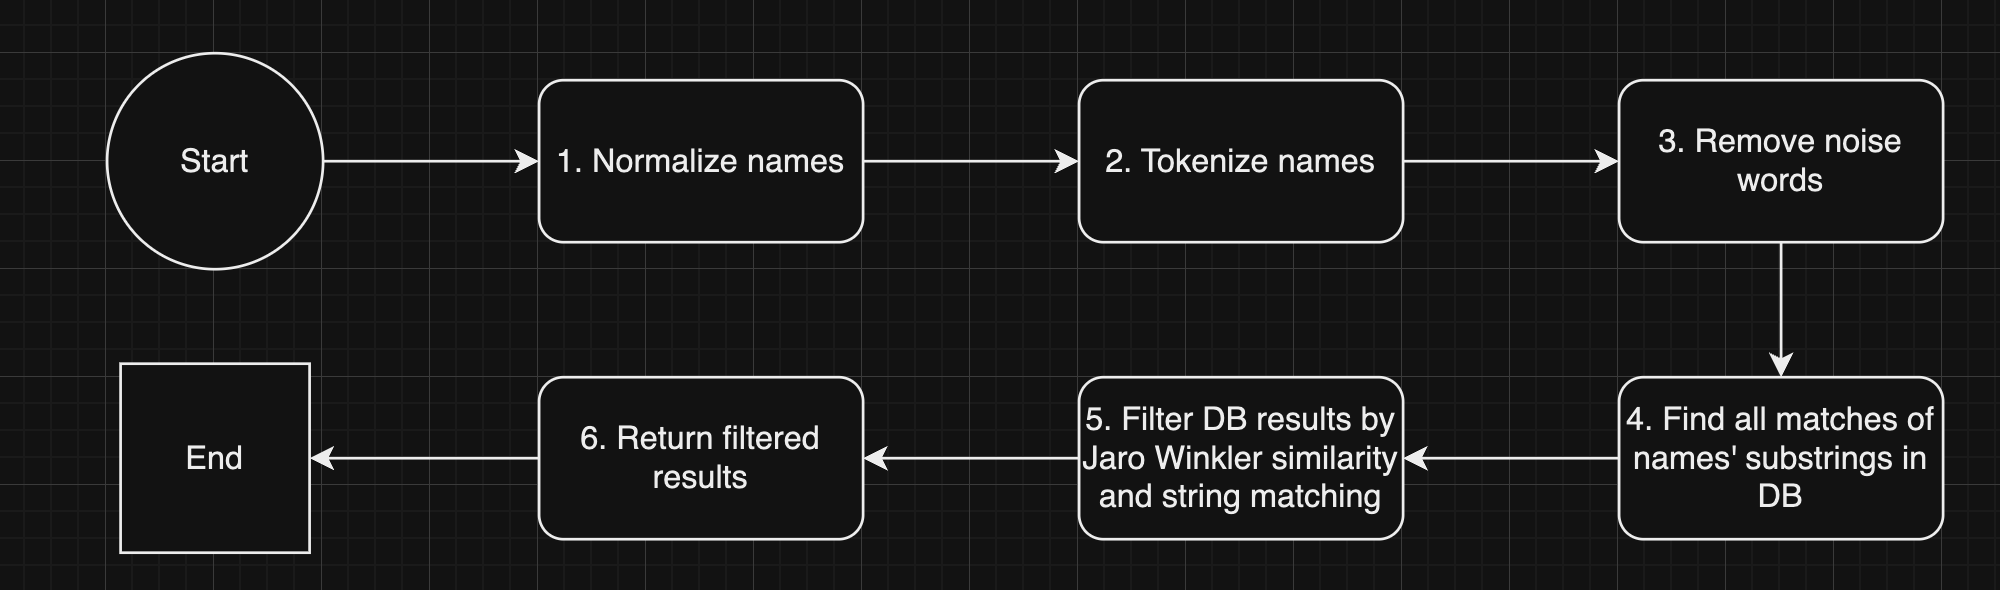 Start
1. Normalize names
2. Tokenize names
3. Remove noise
words
4. Find all matches of
names' substrings in
DB
5. Filter DB results by
Jaro Winkler similarity
and string matching
6. Return filtered
results
End